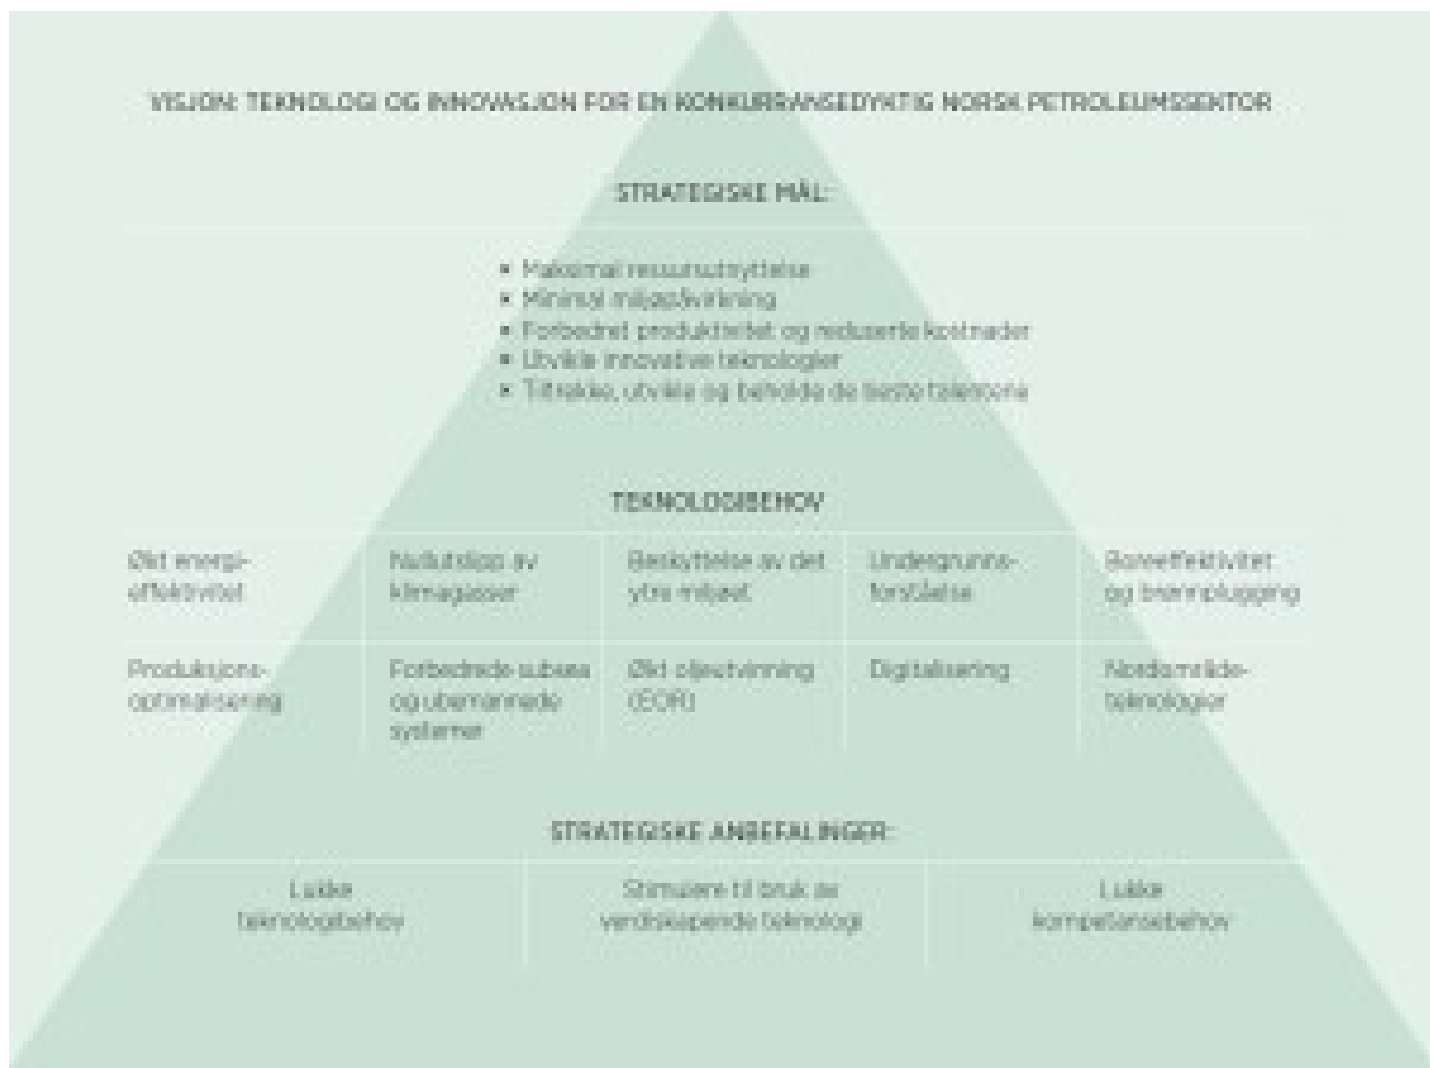 VISJON: TEKNOLOGI OG INNOVASJON FOR EN KONKURRANSEDYKTIG NORSK PETROLEUMSSEKTOR
STRATEGISKE MÅL:
• Maksimal ressursutnyttelse
• Minimal miljøpåvirkning
• Forbedret produktivitet og reduserte kostnader
• Utvikle innovative teknologier
• Tiltrekke, utvikle og beholde de beste talentene
TEKNOLOGIBEHOV
Økt energi-
effektivitet
Nullutslipp av
klimagasser
Beskyttelse av det
ytre miljøet
Undergrunns-
forståelse
Boreeffektivitet
og brønnplugging
Produksjons-
optimalisering
Forbedrede subsea
og ubemannede
systemer
Økt oljeutvinning
(EOR)
Digitalisering
Nordområde-
teknologier
STRATEGISKE ANBEFALINGER:
Lukke
teknologibehov
Stimulere til bruk av
verdiskapende teknologi
Lukke
kompetansebehov